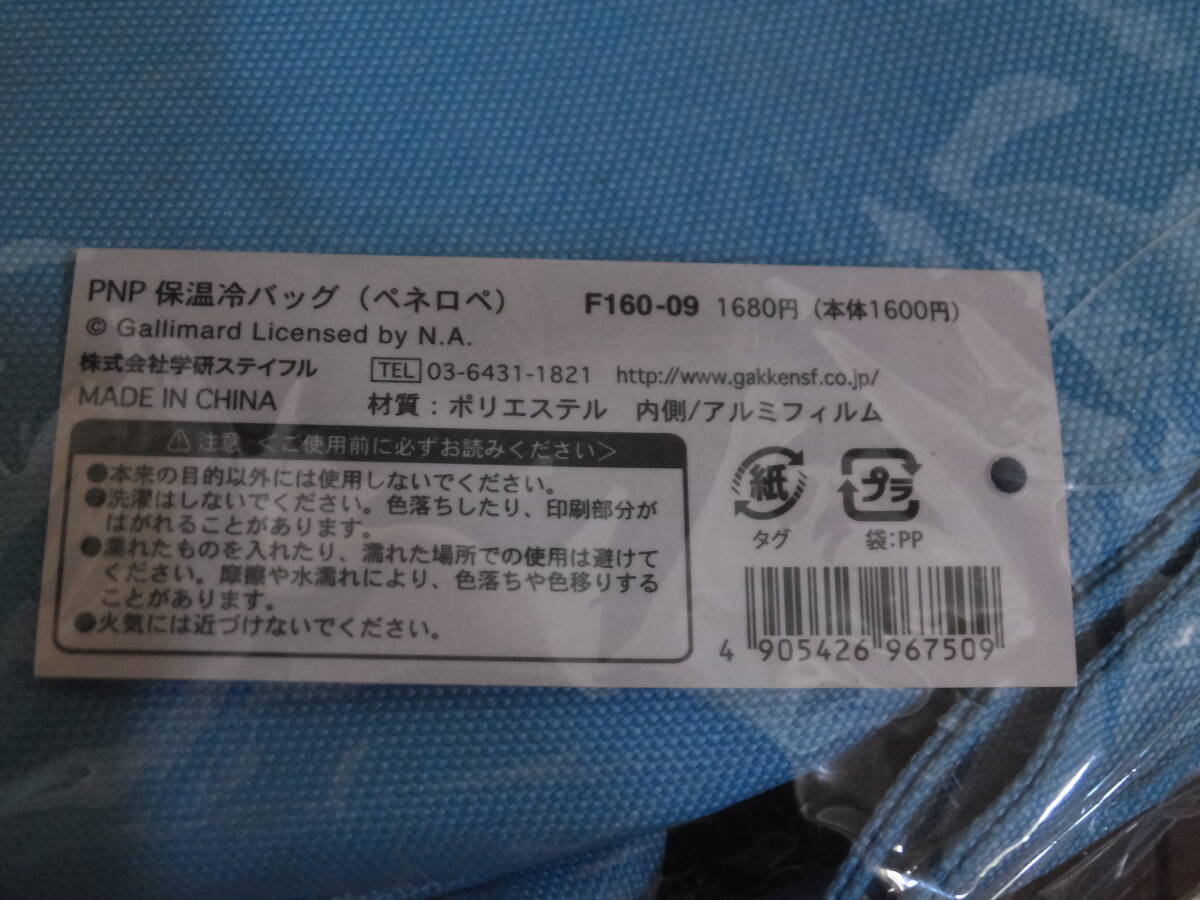 PNP 保温冷バッグ（ペネロペ） F160-09 1680円（本体1600円）
© Gallimard Licensed by N.A.
株式会社学研ステイフル TEL 03-6431-1821 http://www.gakkensf.co.jp/
MADE IN CHINA 材質：ポリエステル 内側/アルミフィルム
⚠注意 ＜ご使用前に必ずお読みください＞
●本来の目的以外には使用しないでください。
●洗濯はしないでください。色落ちしたり、印刷部分が
はがれることがあります。
●濡れたものを入れたり、濡れた場所での使用は避けて
ください。摩擦や水濡れにより、色落ちや色移りする
ことがあります。
●火気には近づけないでください。
紙 プラ
タグ 袋:PP
4 905426 967509